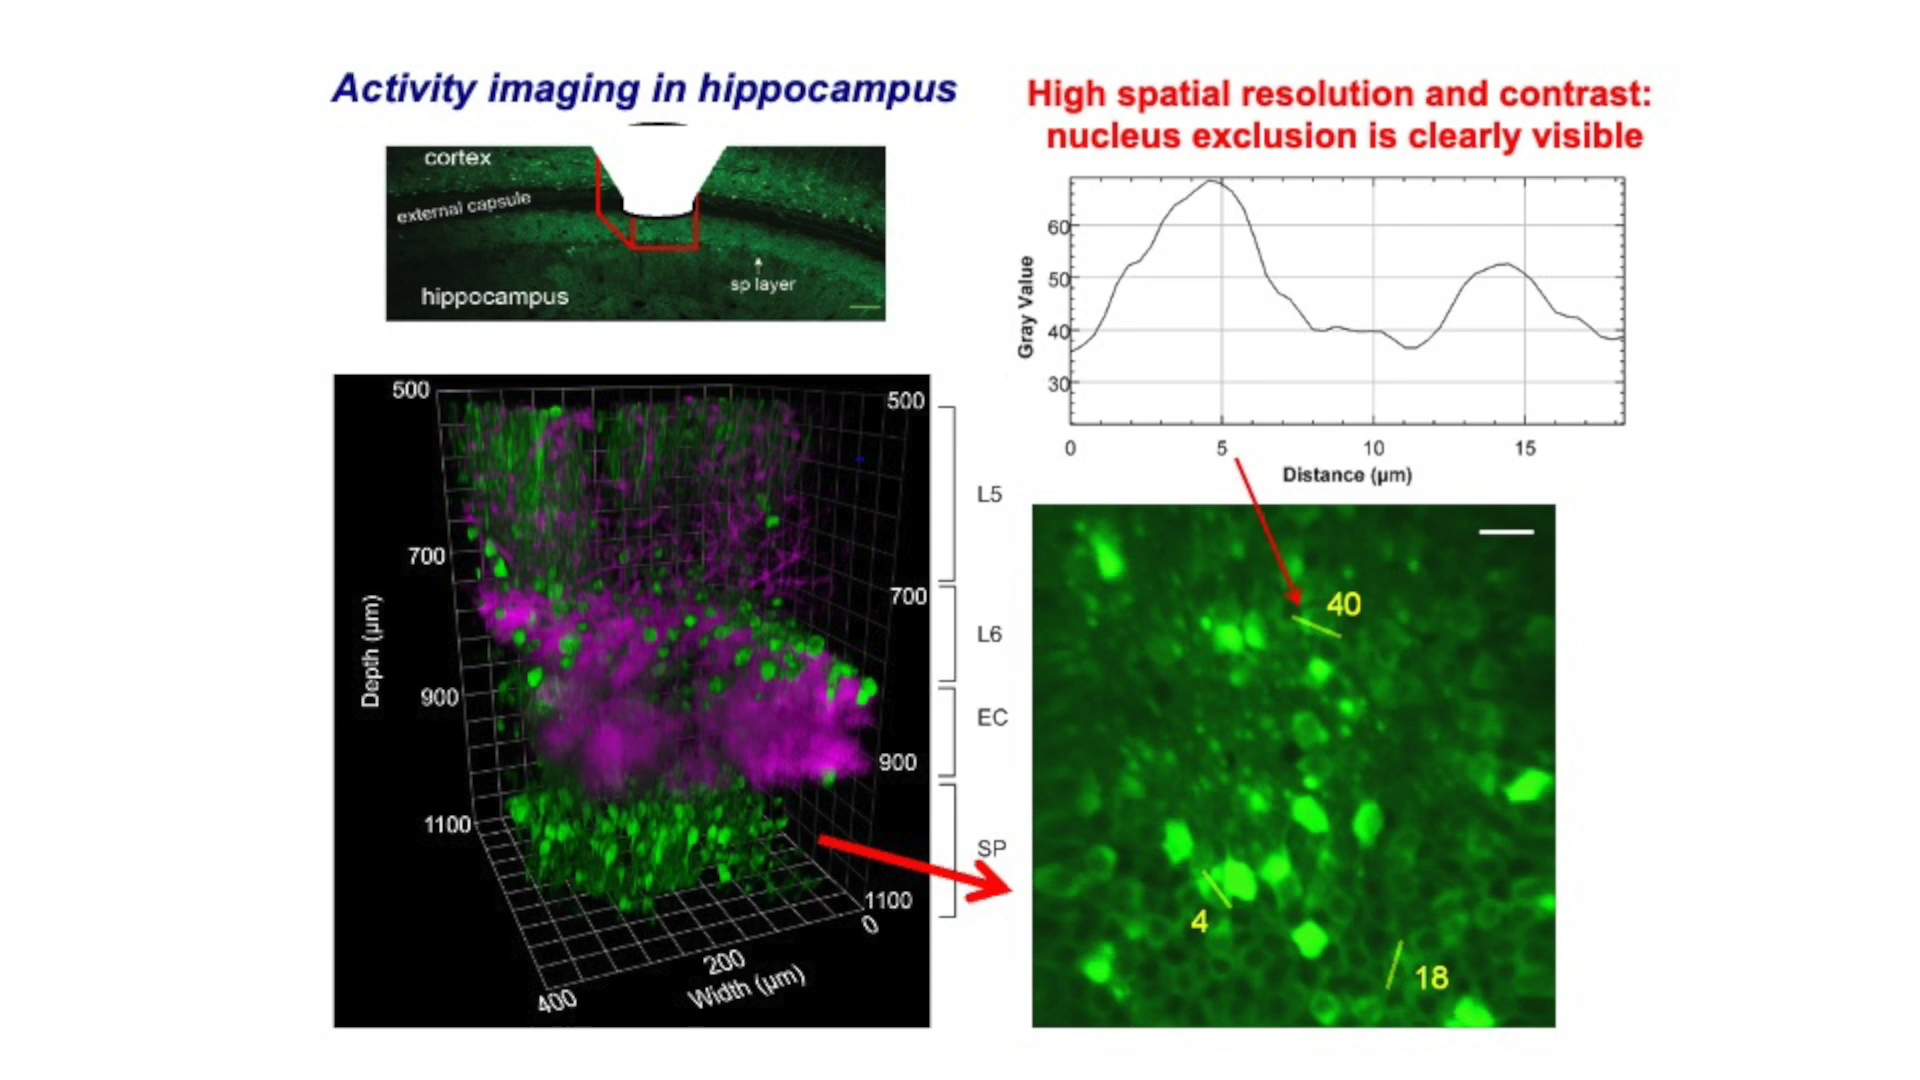 Activity imaging in hippocampus
cortex
external capsule
sp layer
hippocampus
500
700
900
1100
Depth (µm)
500
700
900
1100
0
200
400
Width (µm)
L5
L6
EC
SP
High spatial resolution and contrast:
nucleus exclusion is clearly visible
Gray Value
60
50
40
30
0
5
10
15
Distance (µm)
40
4
18